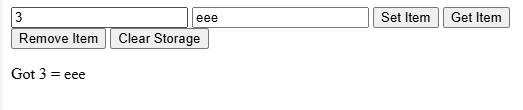 3 eee Set Item Get Item
Remove Item Clear Storage
Got 3 = eee